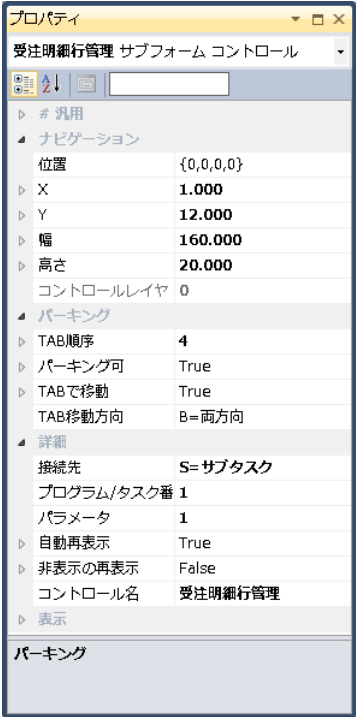 プロパティ
受注明細行管理 サブフォーム コントロール
# 汎用
ナビゲーション
位置 {0,0,0,0}
X 1.000
Y 12.000
幅 160.000
高さ 20.000
コントロールレイヤ 0
パーキング
TAB順序 4
パーキング可 True
TABで移動 True
TAB移動方向 B=両方向
詳細
接続先 S=サブタスク
プログラム/タスク番 1
パラメータ 1
自動再表示 True
非表示の再表示 False
コントロール名 受注明細行管理
表示
パーキング